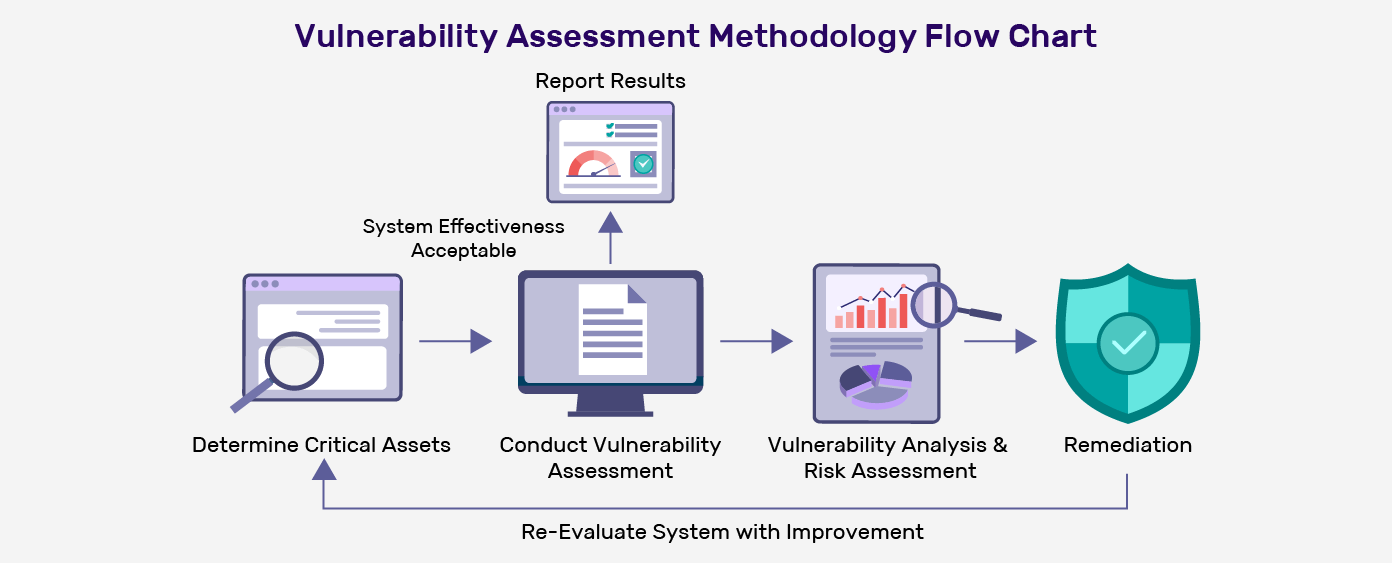 Vulnerability Assessment Methodology Flow Chart
Report Results
System Effectiveness
Acceptable
Determine Critical Assets
Conduct Vulnerability
Assessment
Vulnerability Analysis &
Risk Assessment
Remediation
Re-Evaluate System with Improvement